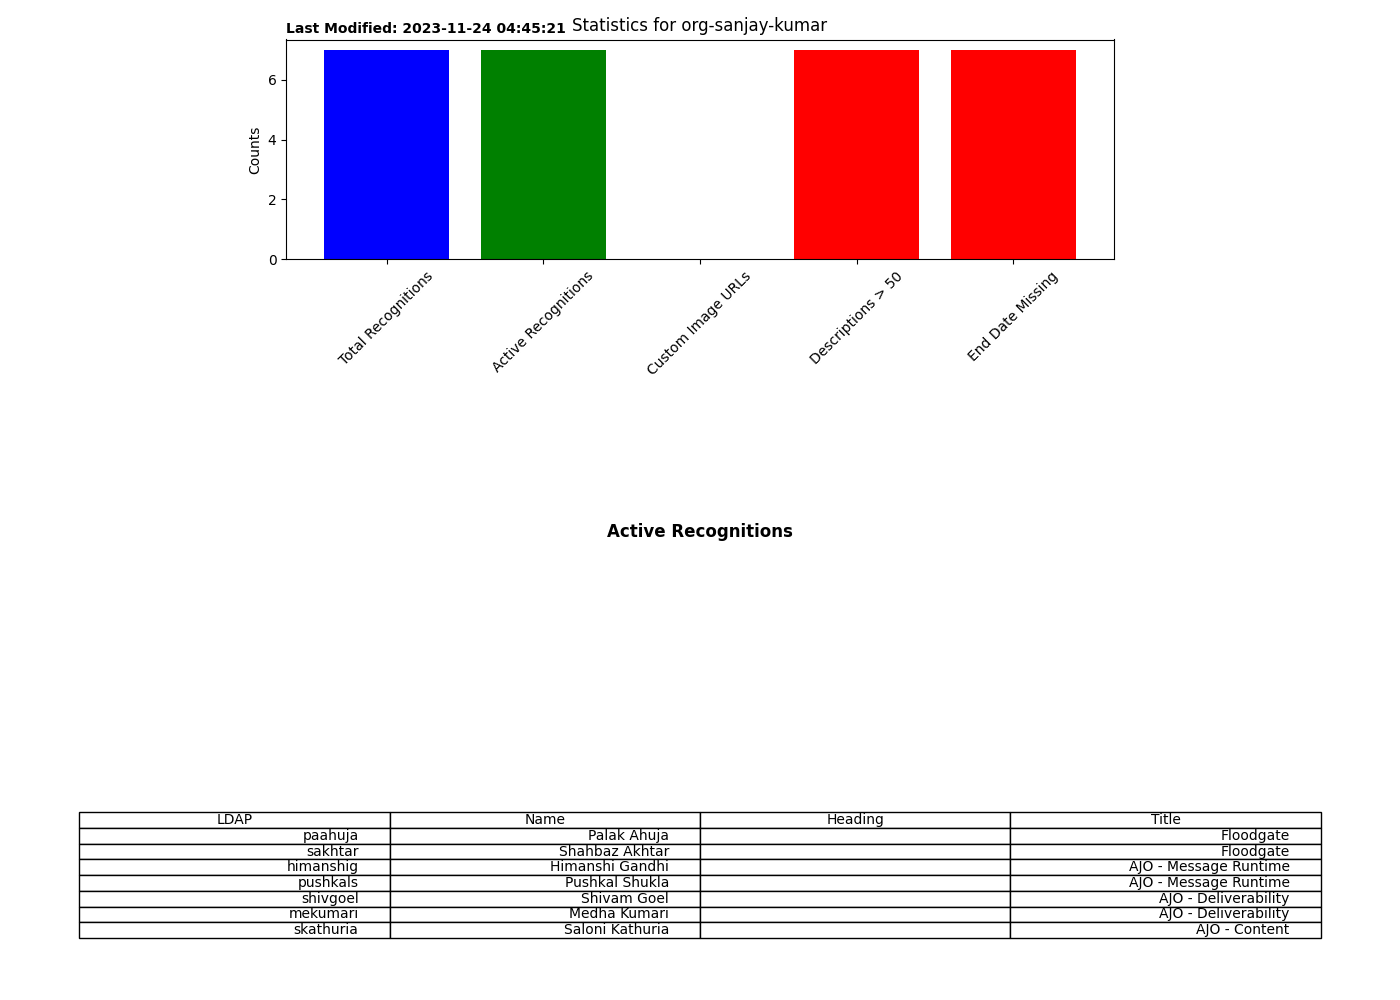 Last Modified: 2023-11-24 04:45:21 Statistics for org-sanjay-kumar
6
4
2
0
Counts
Total Recognitions
Active Recognitions
Custom Image URLs
Descriptions > 50
End Date Missing
Active Recognitions
LDAP Name Heading Title
paahuja Palak Ahuja Floodgate
sakhtar Shahbaz Akhtar Floodgate
himanshig Himanshi Gandhi AJO - Message Runtime
pushkals Pushkal Shukla AJO - Message Runtime
shivgoel Shivam Goel AJO - Deliverability
mekumari Medha Kumari AJO - Deliverability
skathuria Saloni Kathuria AJO - Content